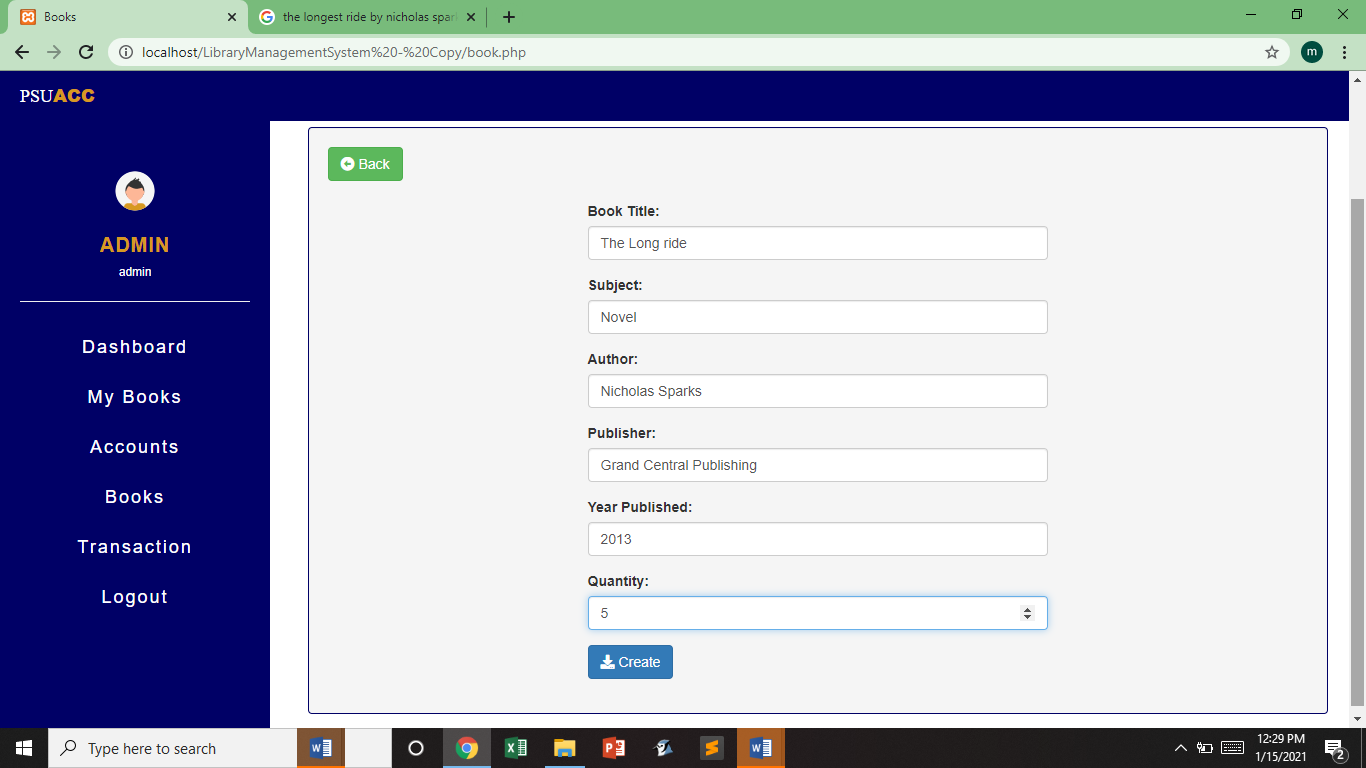 Books
the longest ride by nicholas spar
localhost/LibraryManagementSystem%20-%20Copy/book.php
m
PSUACC
ADMIN
admin
Dashboard
My Books
Accounts
Books
Transaction
Logout
Back
Book Title:
The Long ride
Subject:
Novel
Author:
Nicholas Sparks
Publisher:
Grand Central Publishing
Year Published:
2013
Quantity:
5
Create
Type here to search
12:29 PM
1/15/2021
2